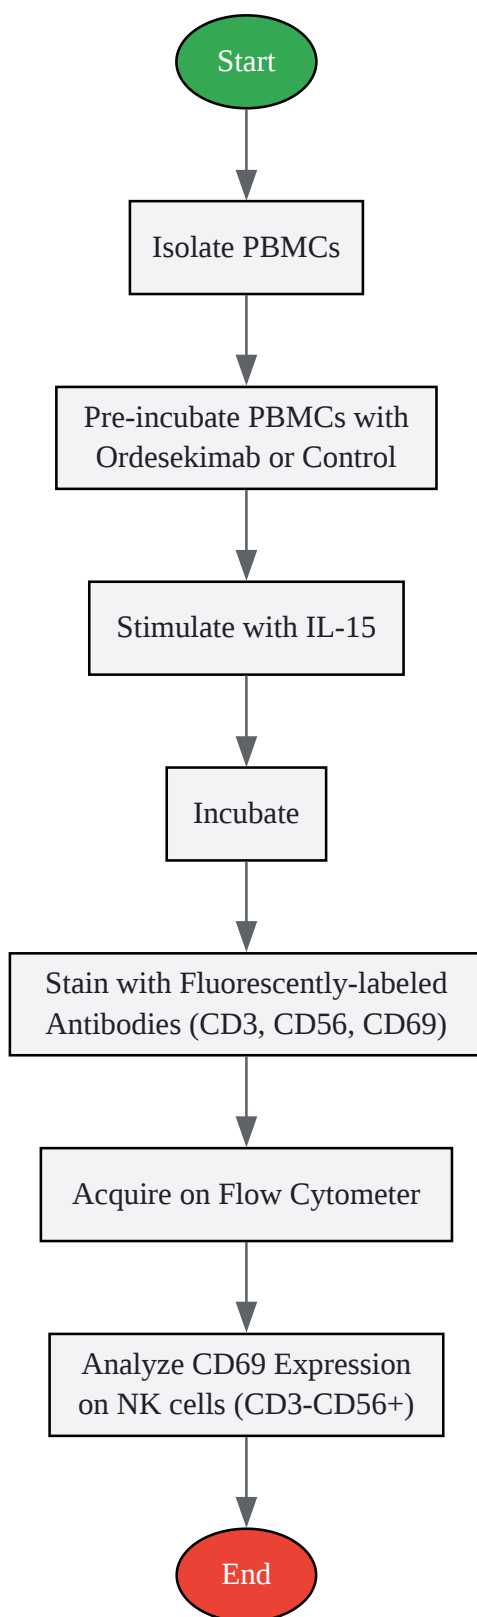 Start
Isolate PBMCs
Pre-incubate PBMCs with
Ordesekimab or Control
Stimulate with IL-15
Incubate
Stain with Fluorescently-labeled
Antibodies (CD3, CD56, CD69)
Acquire on Flow Cytometer
Analyze CD69 Expression
on NK cells (CD3-CD56+)
End